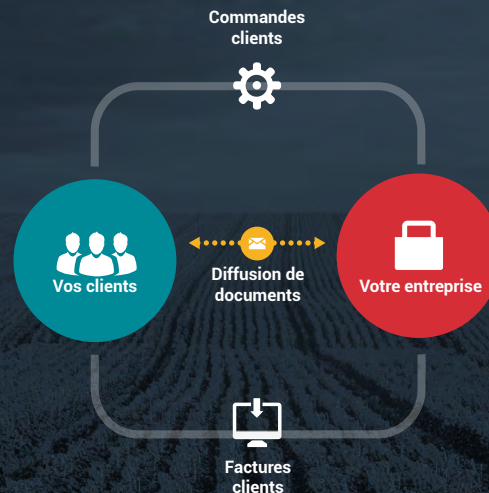 Commandes
clients
Vos clients
Diffusion de
documents
Votre entreprise
Factures
clients